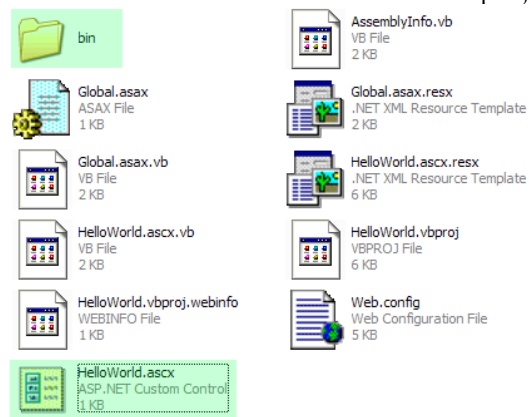 bin
AssemblyInfo.vb
VB File
2 KB
Global.asax
ASAX File
1 KB
Global.asax.resx
.NET XML Resource Template
2 KB
Global.asax.vb
VB File
2 KB
HelloWorld.ascx.resx
.NET XML Resource Template
6 KB
HelloWorld.ascx.vb
VB File
2 KB
HelloWorld.vbproj
VBPROJ File
6 KB
HelloWorld.vbproj.webinfo
WEBINFO File
1 KB
Web.config
Web Configuration File
5 KB
HelloWorld.ascx
ASP.NET Custom Control
1 KB